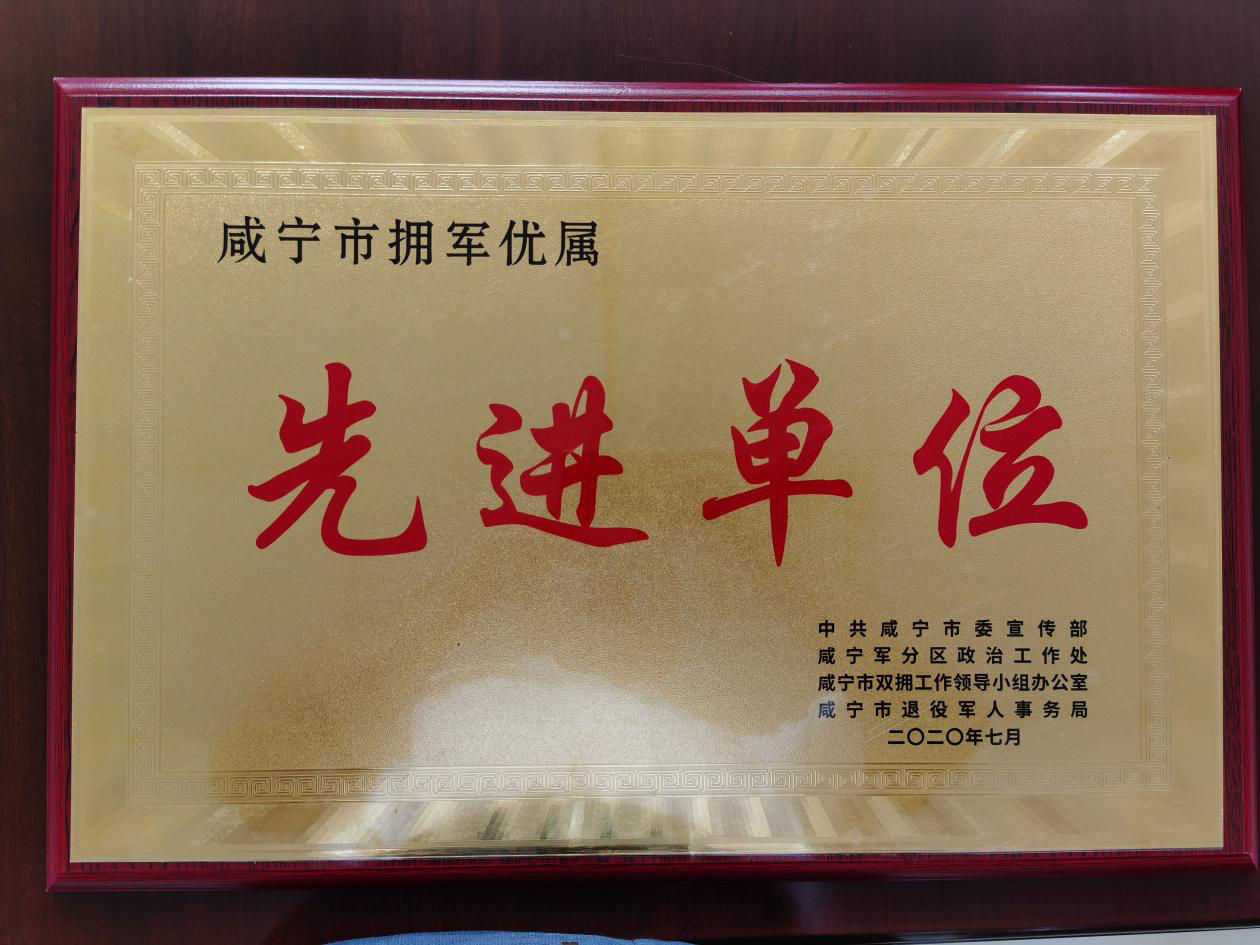 咸宁市拥军优属
先进单位
中共咸宁市委宣传部
咸宁军分区政治工作处
咸宁市双拥工作领导小组办公室
咸宁市退役军人事务局
二〇二〇年七月